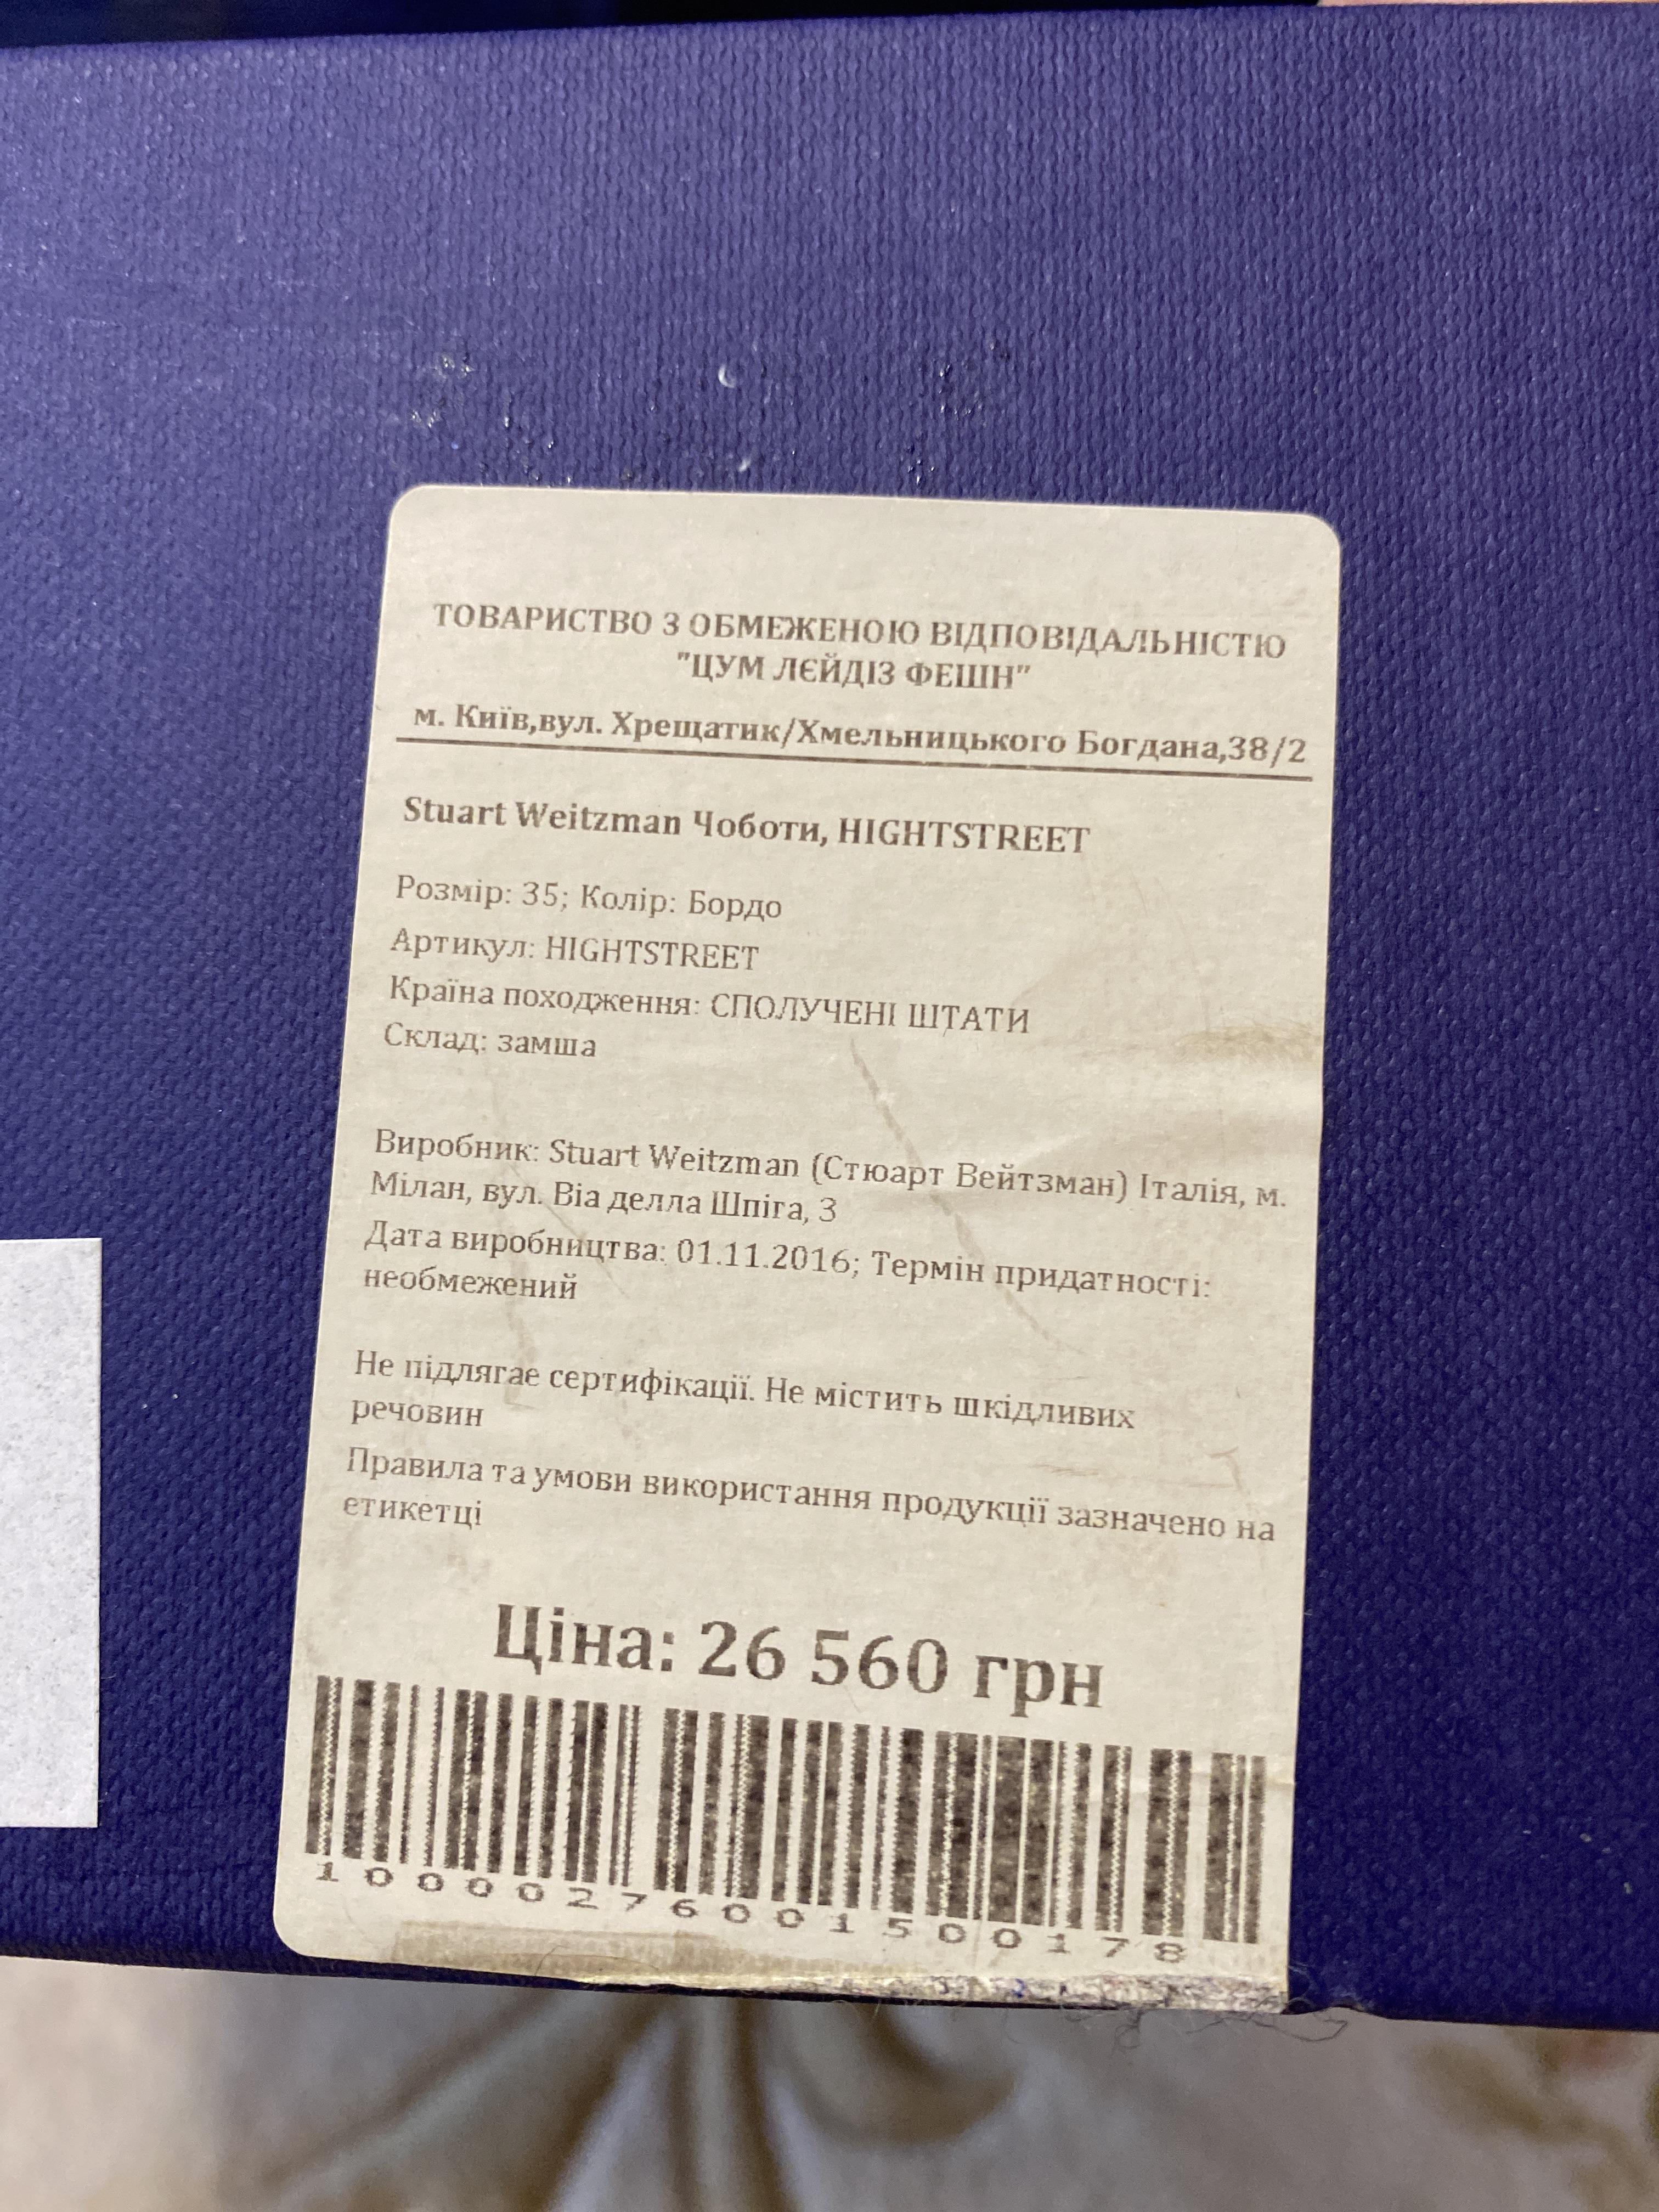 ТОВАРИСТВО З ОБМЕЖЕНОЮ ВІДПОВІДАЛЬНІСТЮ
"ЦУМ ЛЄЙДІЗ ФЕШН"
м. Київ,вул. Хрещатик/Хмельницького Богдана,38/2
Stuart Weitzman Чоботи, HIGHTSTREET
Розмір: 35; Колір: Бордо
Артикул: HIGHTSTREET
Країна походження: СПОЛУЧЕНІ ШТАТИ
Склад: замша
Виробник: Stuart Weitzman (Стюарт Вейтзман) Італія, м.
Мілан, вул. Віа делла Шпіга, 3
Дата виробництва: 01.11.2016; Термін придатності:
необмежений
Не підлягає сертифікації. Не містить шкідливих
речовин
Правила та умови використання продукції зазначено на
етикетці
Ціна: 26 560 грн
10000276001500178